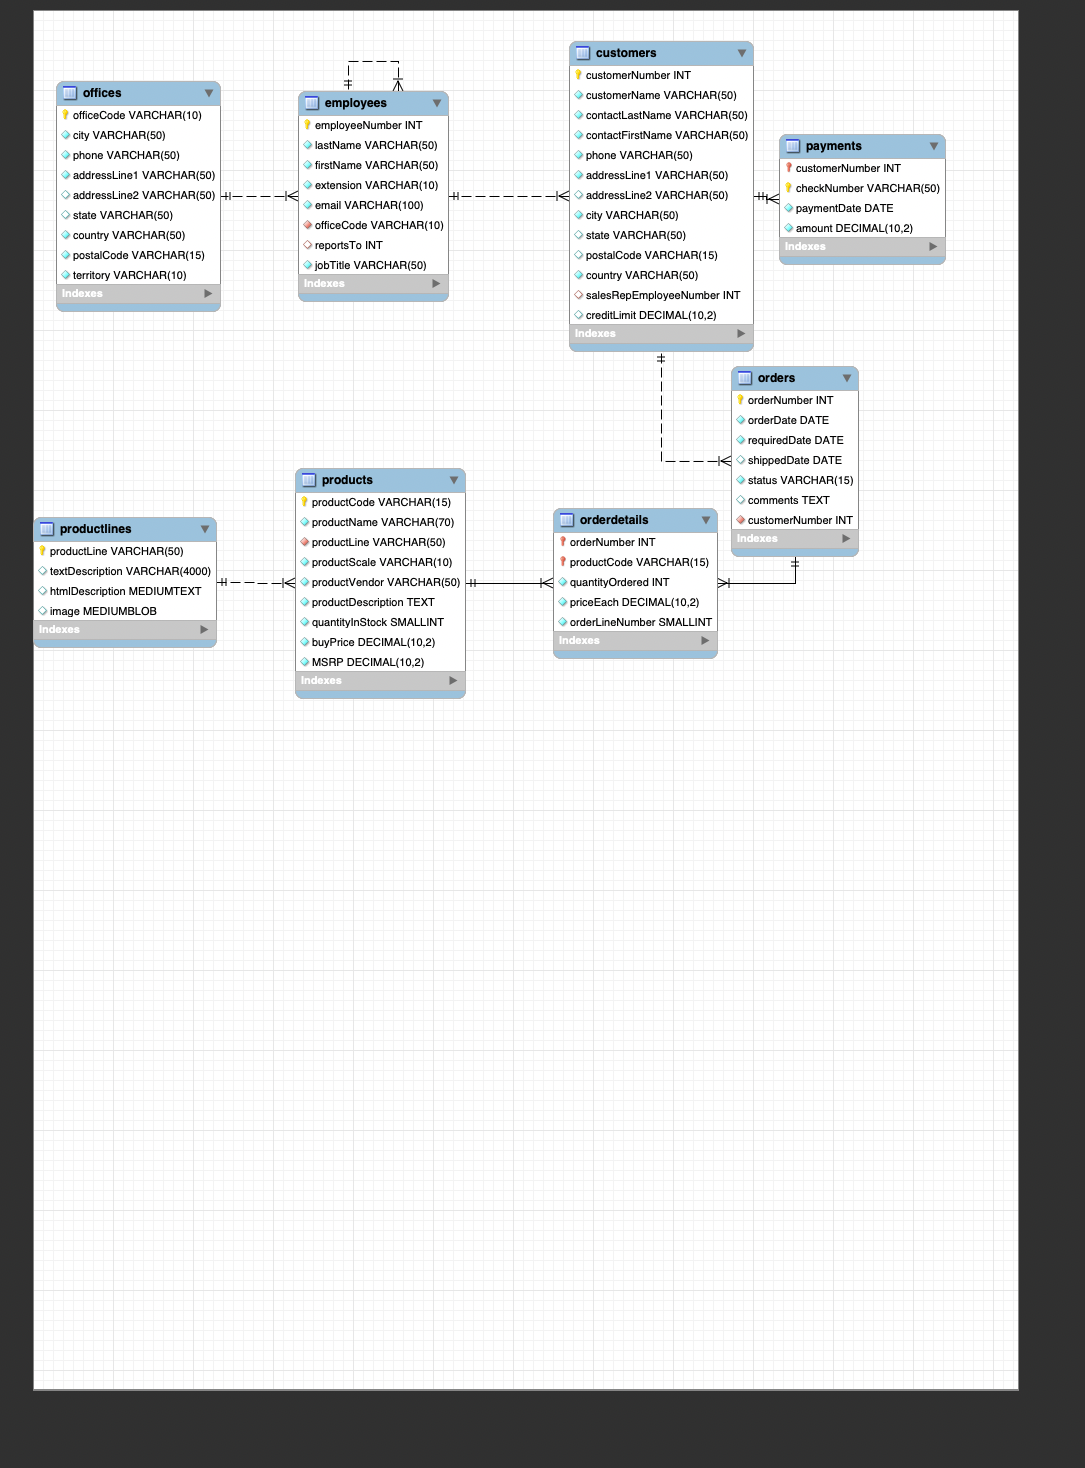 offices
officeCode VARCHAR(10)
city VARCHAR(50)
phone VARCHAR(50)
addressLine1 VARCHAR(50)
addressLine2 VARCHAR(50)
state VARCHAR(50)
country VARCHAR(50)
postalCode VARCHAR(15)
territory VARCHAR(10)
Indexes
employees
employeeNumber INT
lastName VARCHAR(50)
firstName VARCHAR(50)
extension VARCHAR(10)
email VARCHAR(100)
officeCode VARCHAR(10)
reportsTo INT
jobTitle VARCHAR(50)
Indexes
customers
customerNumber INT
customerName VARCHAR(50)
contactLastName VARCHAR(50)
contactFirstName VARCHAR(50)
phone VARCHAR(50)
addressLine1 VARCHAR(50)
addressLine2 VARCHAR(50)
city VARCHAR(50)
state VARCHAR(50)
postalCode VARCHAR(15)
country VARCHAR(50)
salesRepEmployeeNumber INT
creditLimit DECIMAL(10,2)
Indexes
payments
customerNumber INT
checkNumber VARCHAR(50)
paymentDate DATE
amount DECIMAL(10,2)
Indexes
orders
orderNumber INT
orderDate DATE
requiredDate DATE
shippedDate DATE
status VARCHAR(15)
comments TEXT
customerNumber INT
Indexes
productlines
productLine VARCHAR(50)
textDescription VARCHAR(4000)
htmlDescription MEDIUMTEXT
image MEDIUMBLOB
Indexes
products
productCode VARCHAR(15)
productName VARCHAR(70)
productLine VARCHAR(50)
productScale VARCHAR(10)
productVendor VARCHAR(50)
productDescription TEXT
quantityInStock SMALLINT
buyPrice DECIMAL(10,2)
MSRP DECIMAL(10,2)
Indexes
orderdetails
orderNumber INT
productCode VARCHAR(15)
quantityOrdered INT
priceEach DECIMAL(10,2)
orderLineNumber SMALLINT
Indexes